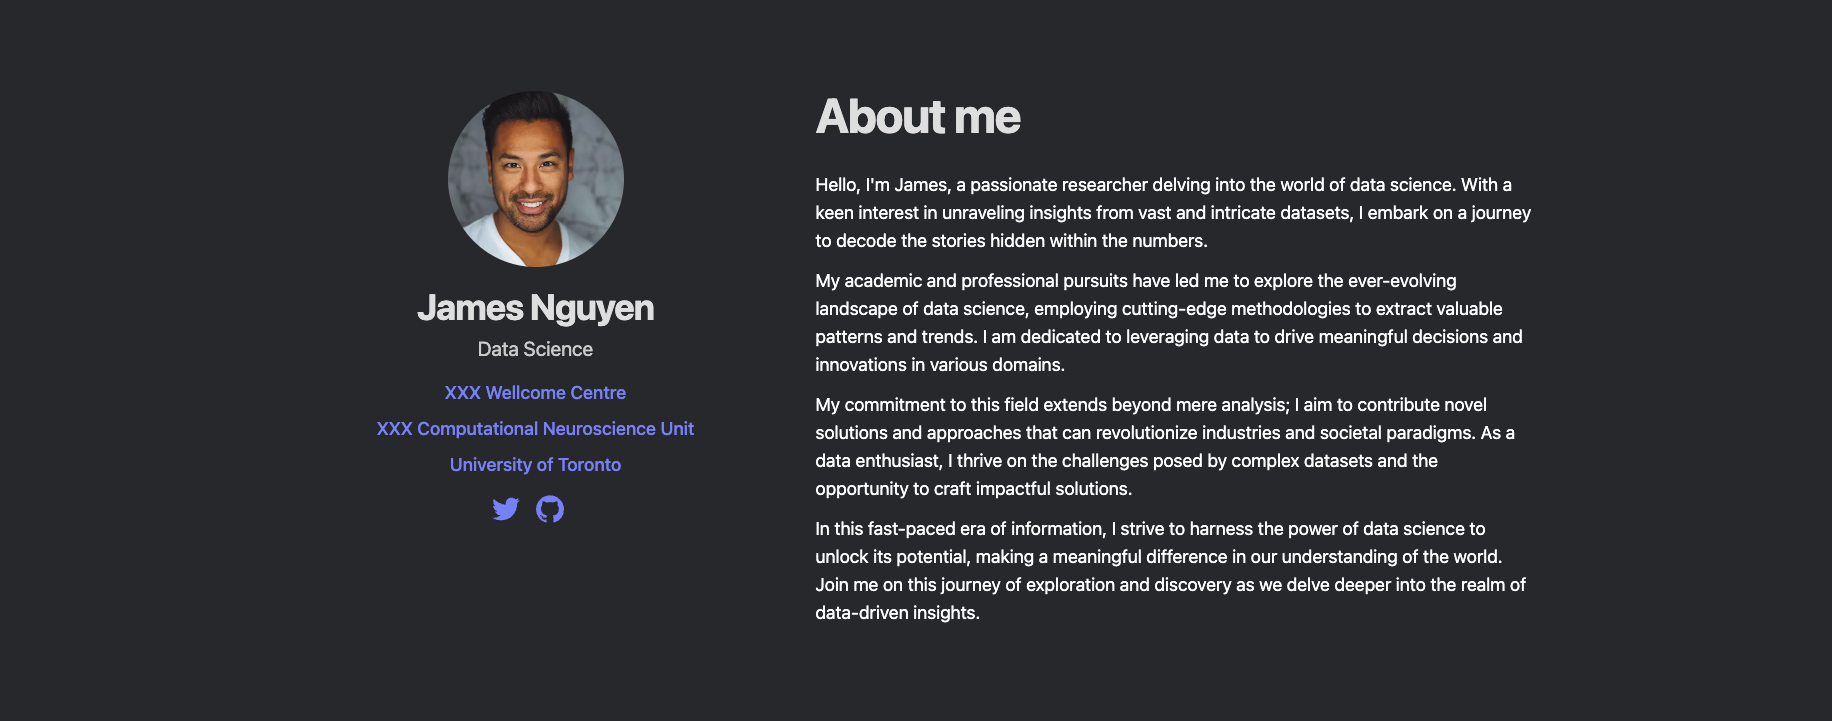 James Nguyen
Data Science
XXX Wellcome Centre
XXX Computational Neuroscience Unit
University of Toronto
About me
Hello, I'm James, a passionate researcher delving into the world of data science. With a
keen interest in unraveling insights from vast and intricate datasets, I embark on a journey
to decode the stories hidden within the numbers.
My academic and professional pursuits have led me to explore the ever-evolving
landscape of data science, employing cutting-edge methodologies to extract valuable
patterns and trends. I am dedicated to leveraging data to drive meaningful decisions and
innovations in various domains.
My commitment to this field extends beyond mere analysis; I aim to contribute novel
solutions and approaches that can revolutionize industries and societal paradigms. As a
data enthusiast, I thrive on the challenges posed by complex datasets and the
opportunity to craft impactful solutions.
In this fast-paced era of information, I strive to harness the power of data science to
unlock its potential, making a meaningful difference in our understanding of the world.
Join me on this journey of exploration and discovery as we delve deeper into the realm of
data-driven insights.